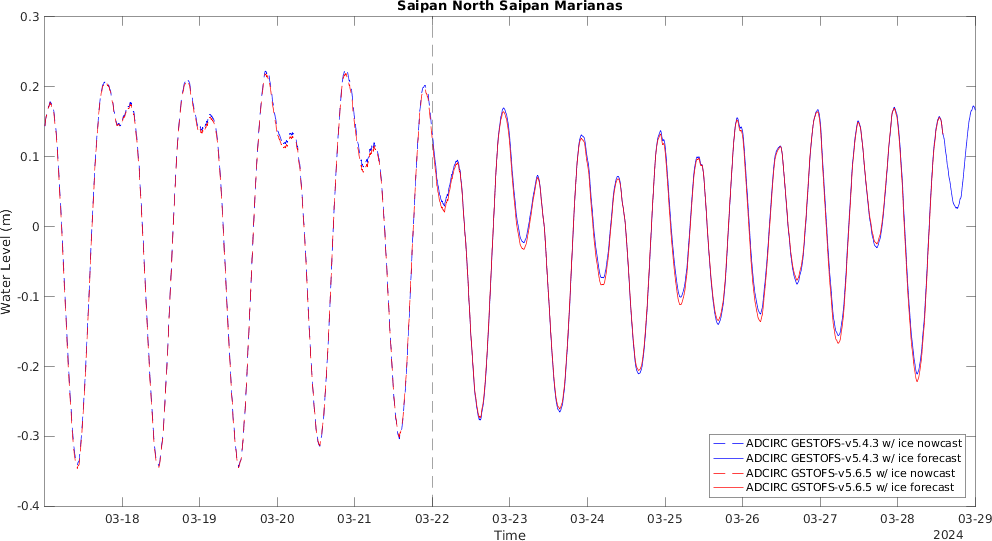 Saipan North Saipan Marianas
0.3
0.2
0.1
0
-0.1
-0.2
-0.3
-0.4
Water Level (m)
ADCIRC GESTOFS-v5.4.3 w/ ice nowcast
ADCIRC GESTOFS-v5.4.3 w/ ice forecast
ADCIRC GSTOFS-v5.6.5 w/ ice nowcast
ADCIRC GSTOFS-v5.6.5 w/ ice forecast
03-18 03-19 03-20 03-21 03-22 03-23 03-24 03-25 03-26 03-27 03-28 03-29
Time
2024